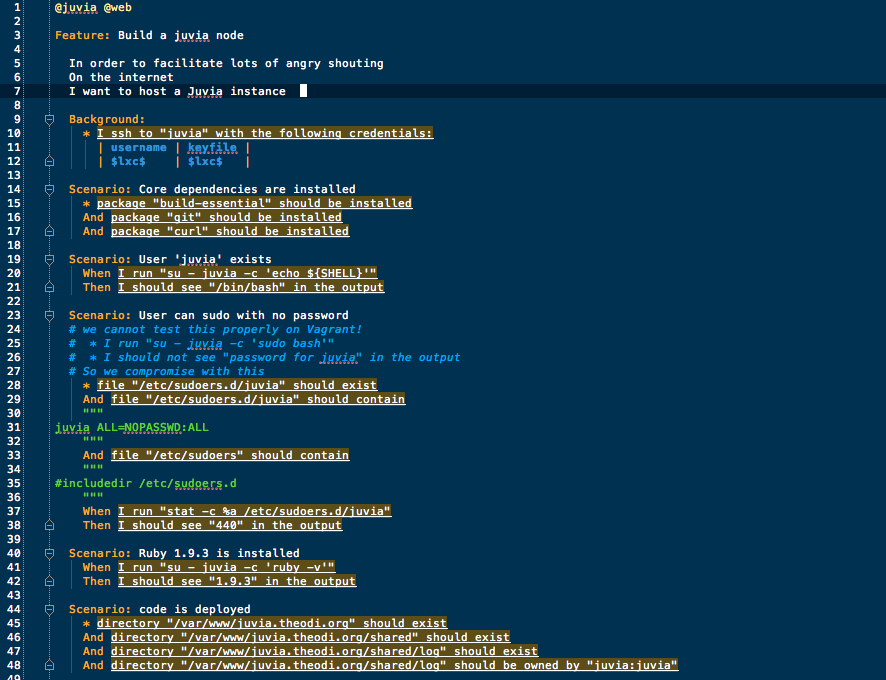 1 @juvia @web
2
3 Feature: Build a juvia node
4
5 In order to facilitate lots of angry shouting
6 On the internet
7 I want to host a Juvia instance
8
9 Background:
10 * I ssh to "juvia" with the following credentials:
11 | username | keyfile |
12 | $lxc$ | $lxc$ |
13
14 Scenario: Core dependencies are installed
15 * package "build-essential" should be installed
16 And package "git" should be installed
17 And package "curl" should be installed
18
19 Scenario: User 'juvia' exists
20 When I run "su - juvia -c 'echo ${SHELL}'"
21 Then I should see "/bin/bash" in the output
22
23 Scenario: User can sudo with no password
24 # we cannot test this properly on Vagrant!
25 #  * I run "su - juvia -c 'sudo bash'"
26 #  * I should not see "password for juvia" in the output
27 # So we compromise with this
28 * file "/etc/sudoers.d/juvia" should exist
29 And file "/etc/sudoers.d/juvia" should contain
30 """
31 juvia ALL=NOPASSWD:ALL
32 """
33 And file "/etc/sudoers" should contain
34 """
35 #includedir /etc/sudoers.d
36 """
37 When I run "stat -c %a /etc/sudoers.d/juvia"
38 Then I should see "440" in the output
39
40 Scenario: Ruby 1.9.3 is installed
41 When I run "su - juvia -c 'ruby -v'"
42 Then I should see "1.9.3" in the output
43
44 Scenario: code is deployed
45 * directory "/var/www/juvia.theodi.org" should exist
46 And directory "/var/www/juvia.theodi.org/shared" should exist
47 And directory "/var/www/juvia.theodi.org/shared/log" should exist
48 And directory "/var/www/juvia.theodi.org/shared/log" should be owned by "juvia:juvia"
49